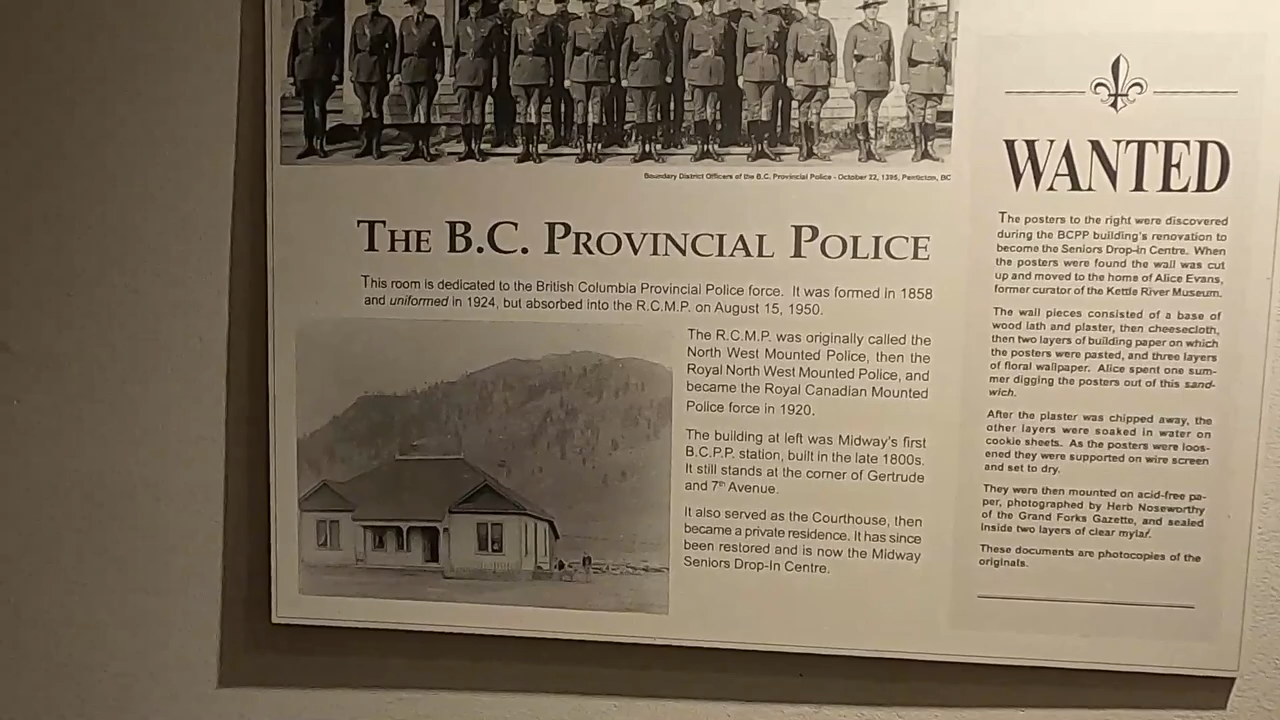 Boundary District Officers of the B.C. Provincial Police - October 22, 1395, Penticton, BC
THE B.C. PROVINCIAL POLICE
This room is dedicated to the British Columbia Provincial Police force. It was formed in 1858
and uniformed in 1924, but absorbed into the R.C.M.P. on August 15, 1950.
The R.C.M.P. was originally called the
North West Mounted Police, then the
Royal North West Mounted Police, and
became the Royal Canadian Mounted
Police force in 1920.
The building at left was Midway's first
B.C.P.P. station, built in the late 1800s.
It still stands at the corner of Gertrude
and 7th Avenue.
It also served as the Courthouse, then
became a private residence. It has since
been restored and is now the Midway
Seniors Drop-In Centre.
WANTED
The posters to the right were discovered
during the BCPP building's renovation to
become the Seniors Drop-in Centre. When
the posters were found the wall was cut
up and moved to the home of Alice Evans,
former curator of the Kettle River Museum.
The wall pieces consisted of a base of
wood lath and plaster, then cheesecloth,
then two layers of building paper on which
the posters were pasted, and three layers
of floral wallpaper. Alice spent one sum-
mer digging the posters out of this sand-
wich.
After the plaster was chipped away, the
other layers were soaked in water on
cookie sheets. As the posters were loos-
ened they were supported on wire screen
and set to dry.
They were then mounted on acid-free pa-
per, photographed by Herb Noseworthy
of the Grand Forks Gazette, and sealed
inside two layers of clear mylar.
These documents are photocopies of the
originals.